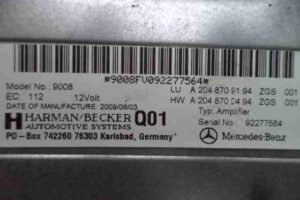 *9008FU092277564*
Model No : 9008 LU A 204 870 91 94 ZGS 001
EC: 112 12Volt HW A 204 870 04 94 ZGS 001
DATE OF MANUFACTURE : 2009/06/03 Typ: Amplifier
HARMAN/BECKER Q01 Serial No : 92277564
AUTOMOTIVE SYSTEMS
PO - Box 742260 76303 Karlsbad, Germany Mercedes-Benz